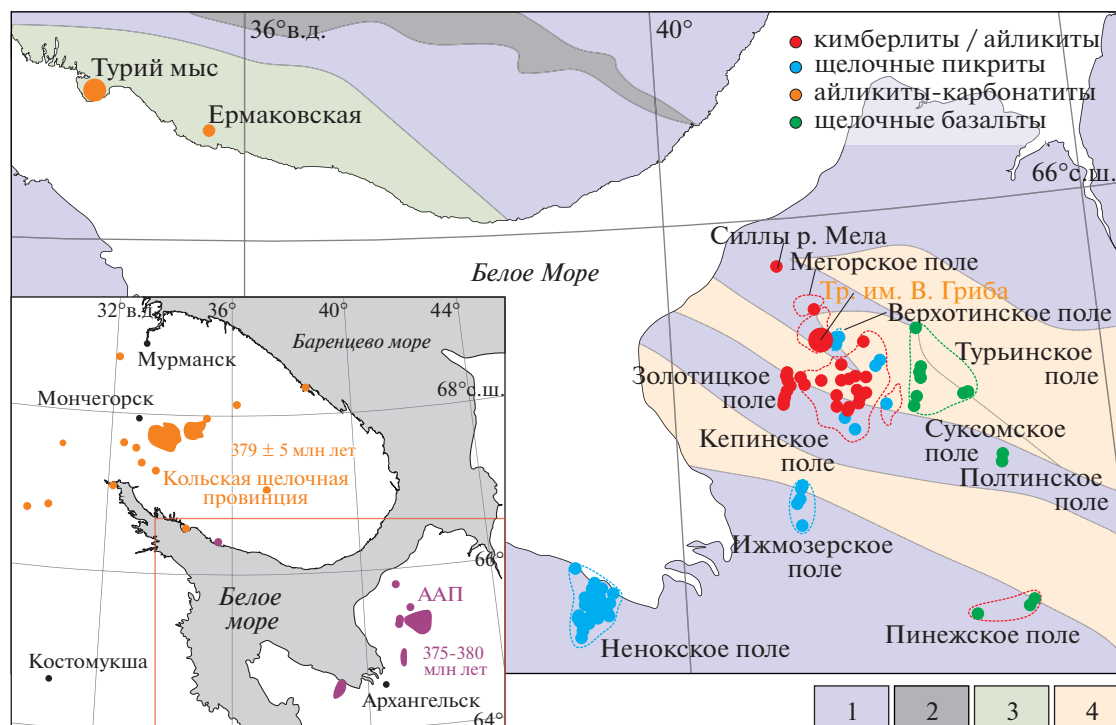 36°в.д.
40°
кимберлиты / айликиты
щелочные пикриты
айликиты-карбонатиты
щелочные базальты
Турий мыс
Ермаковская
66°с.ш.
Силлы р. Мела
Белое Море
Мегорское поле
Тр. им. В. Гриба
Верхотинское поле
Турьинское
поле
Золотицкое
поле
Кепинское
поле
Суксомское
поле
Полтинское
поле
Ижмозерское
поле
Пинежское поле
Ненокское поле
32°в.д.
36°
40°
44°
Баренцево море
Мурманск
68°с.ш.
Мончегорск
379 ± 5 млн лет
Кольская щелочная
провинция
66°
Белое
море
ААП
375-380
млн лет
Костомукша
Архангельск
64°
1
2
3
4